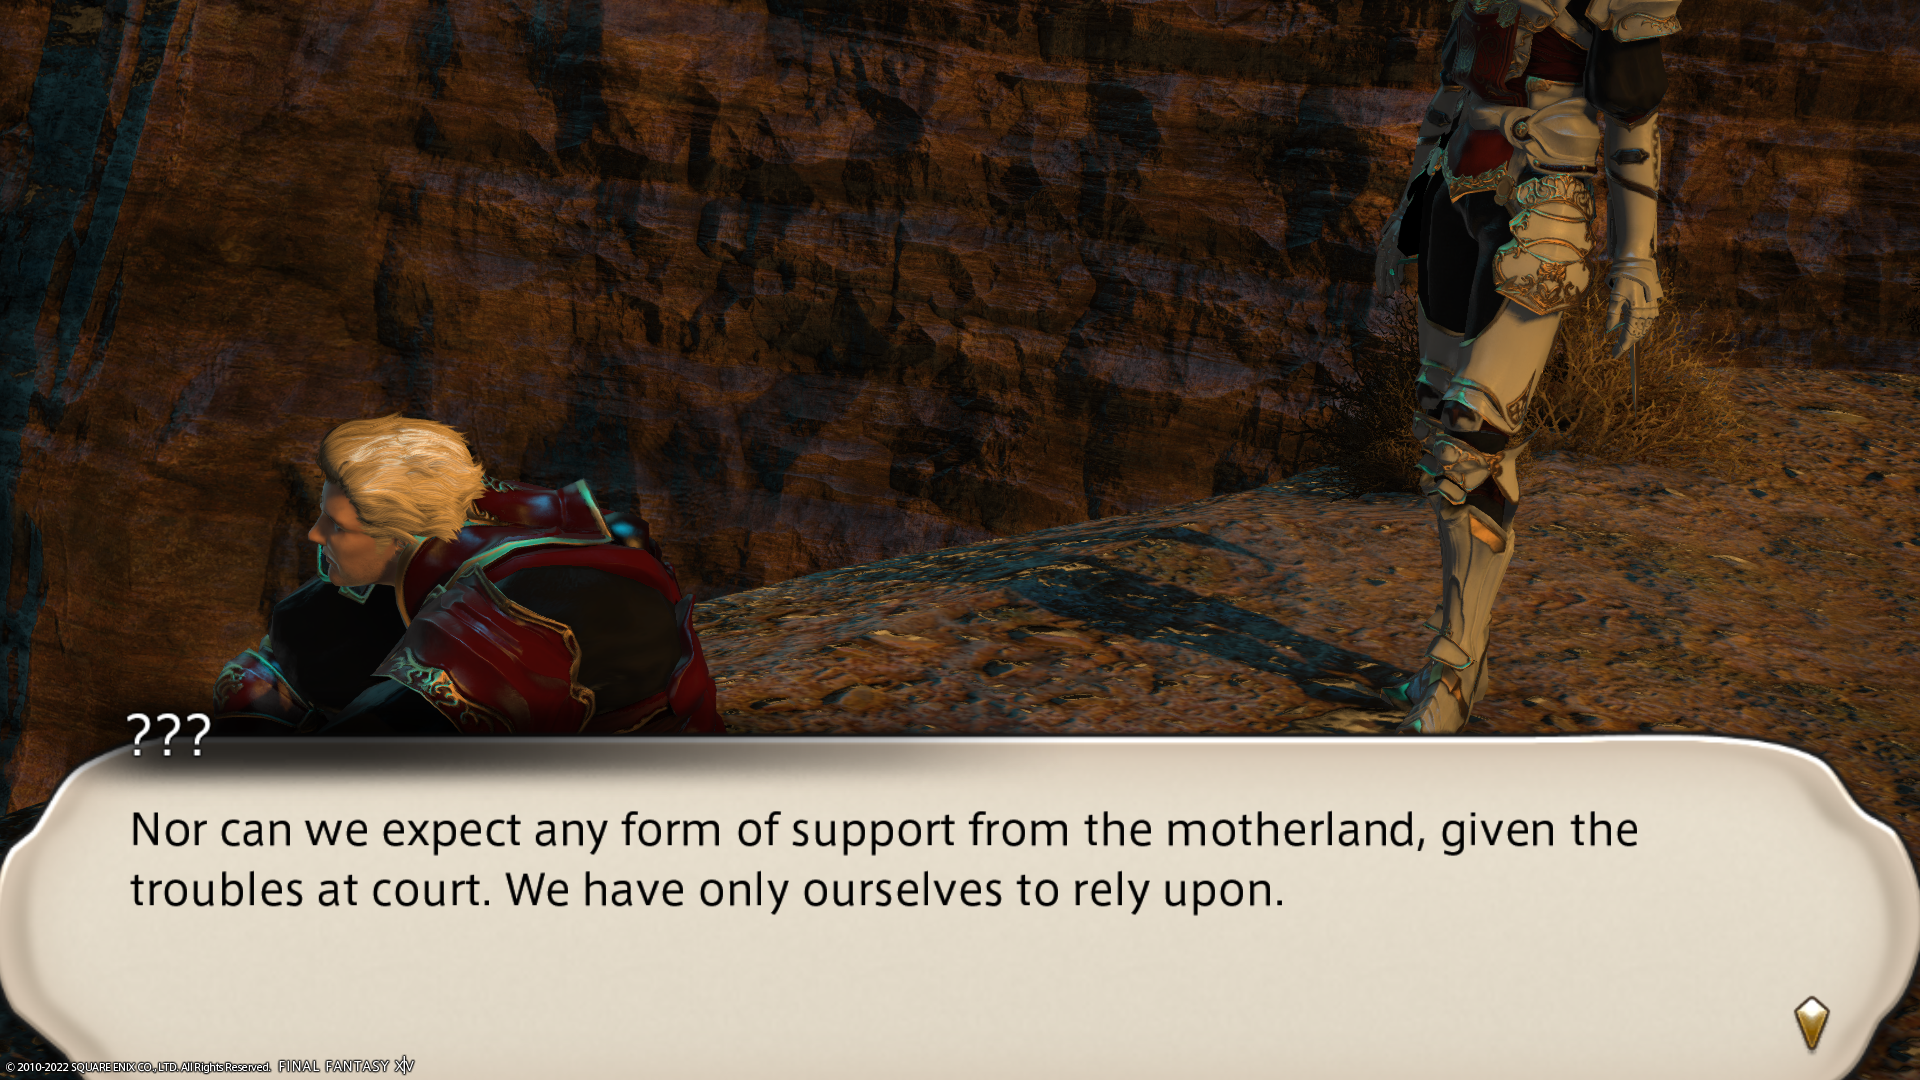 ???
Nor can we expect any form of support from the motherland, given the
troubles at court. We have only ourselves to rely upon.
© 2010-2022 SQUARE ENIX CO., LTD. All Rights Reserved. FINAL FANTASY XIV